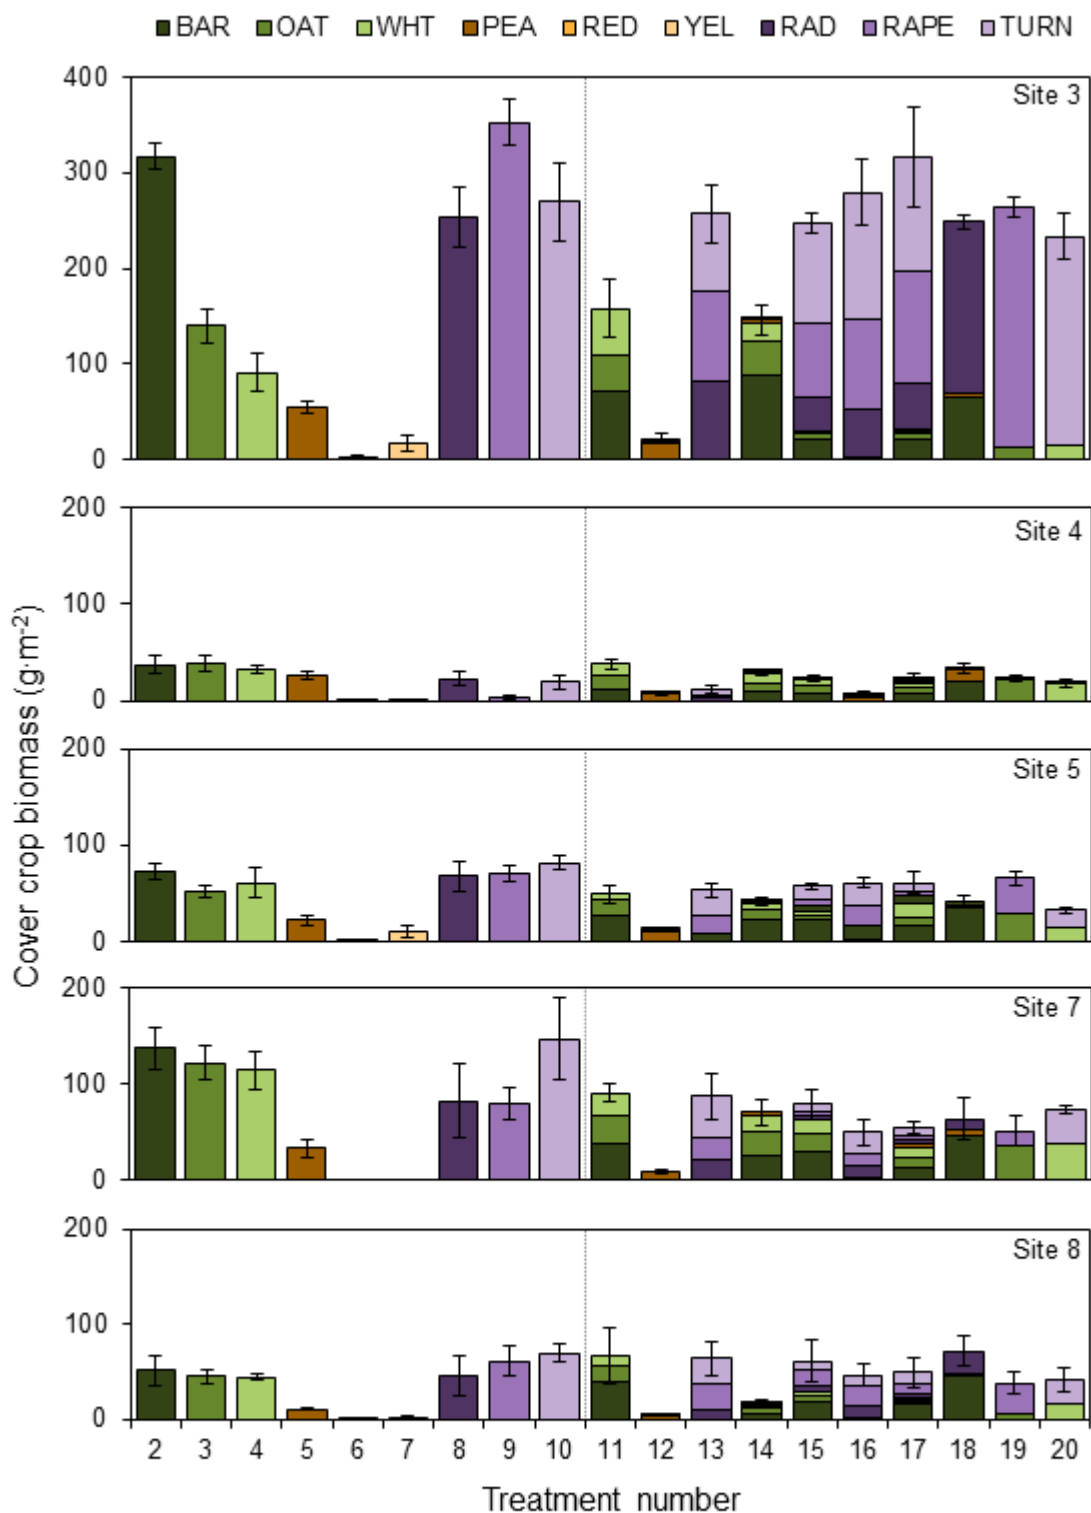 BAR OAT WHT PEA RED YEL RAD RAPE TURN
Site 3
400
300
200
100
0
Site 4
200
100
0
Site 5
200
100
0
Site 7
200
100
0
Site 8
200
100
0
Cover crop biomass (g·m⁻²)
2 3 4 5 6 7 8 9 10 11 12 13 14 15 16 17 18 19 20
Treatment number